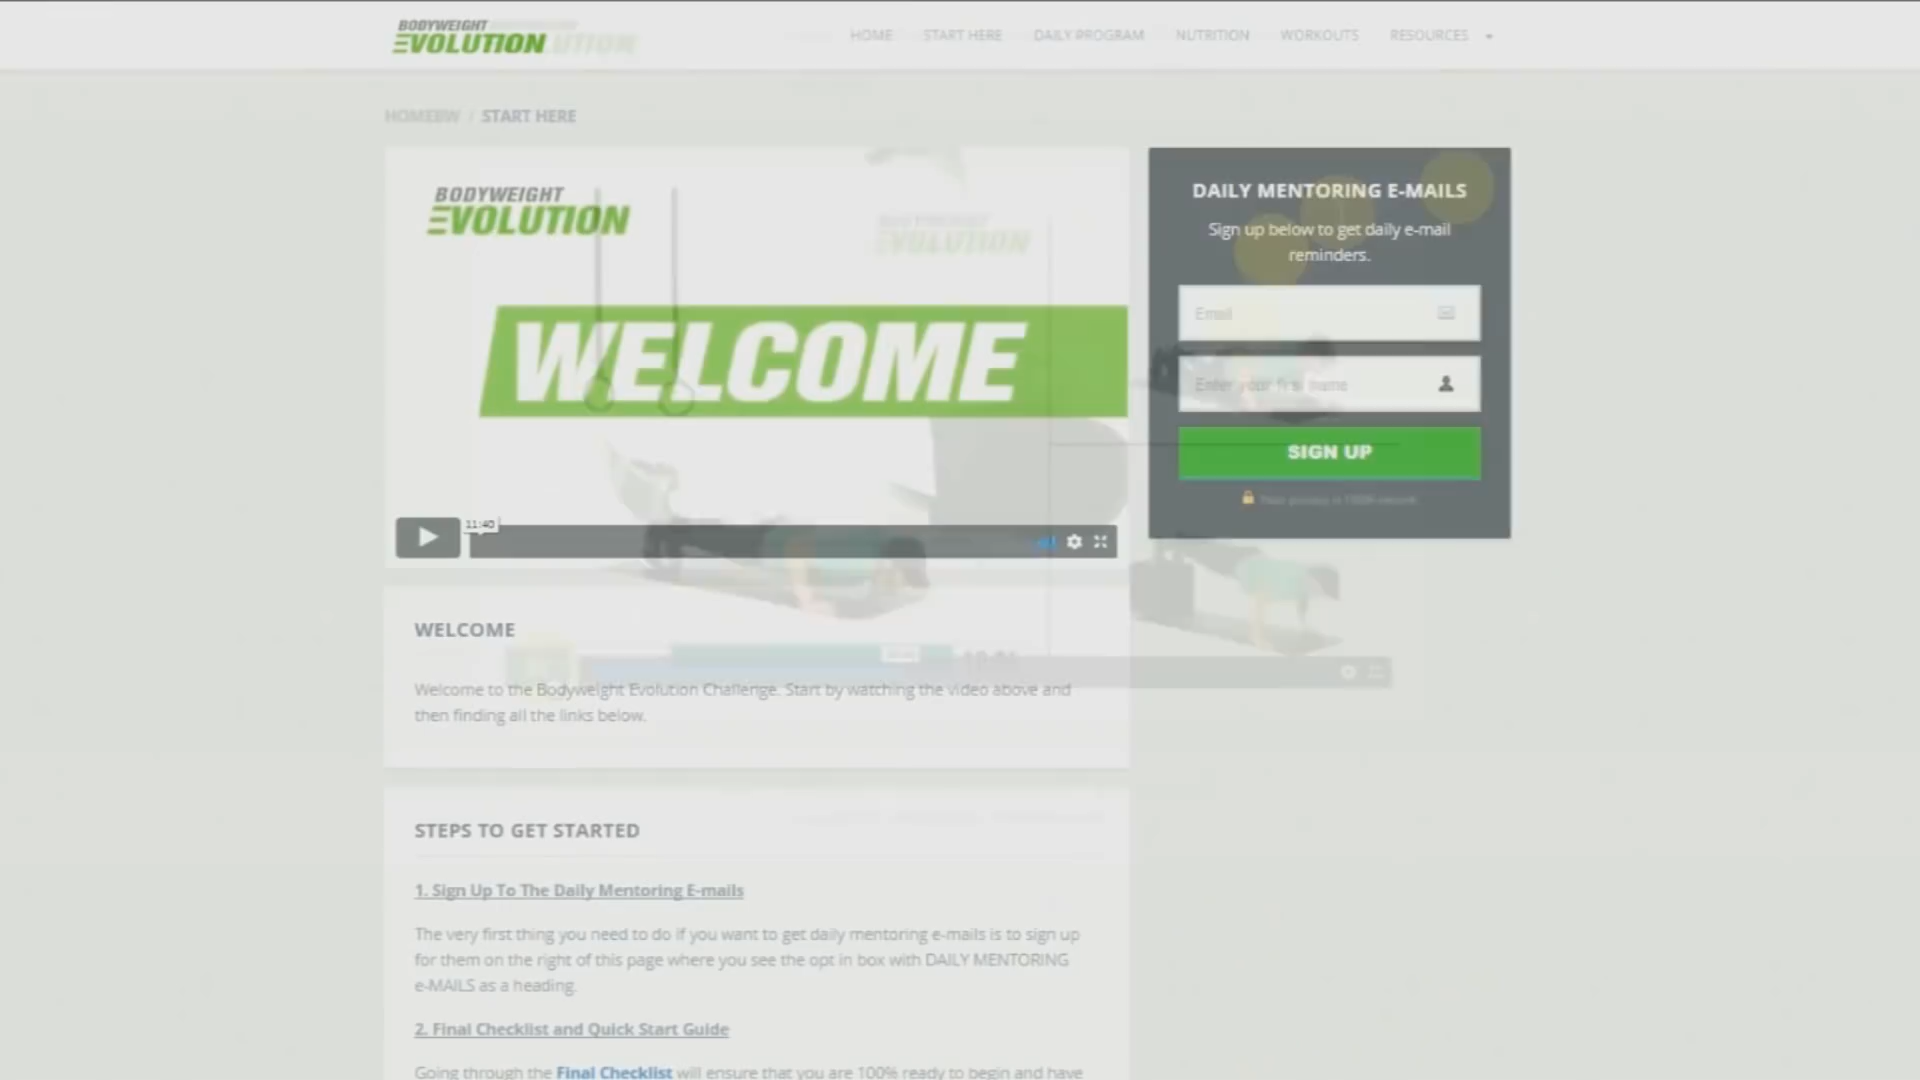 BODYWEIGHT
EVOLUTION
HOME START HERE DAILY PROGRAM NUTRITION WORKOUTS RESOURCES
HOMEBW / START HERE
BODYWEIGHT
EVOLUTION
EVOLUTION
WELCOME
11:40
DAILY MENTORING E-MAILS
Sign up below to get daily e-mail
reminders.
Email
Enter your first name
SIGN UP
WELCOME
Welcome to the Bodyweight Evolution Challenge. Start by watching the video above and
then finding all the links below.
STEPS TO GET STARTED
1. Sign Up To The Daily Mentoring E-mails
The very first thing you need to do if you want to get daily mentoring e-mails is to sign up
for them on the right of this page where you see the opt in box with DAILY MENTORING
e-MAILS as a heading.
2. Final Checklist and Quick Start Guide
Going through the Final Checklist will ensure that you are 100% ready to begin and have